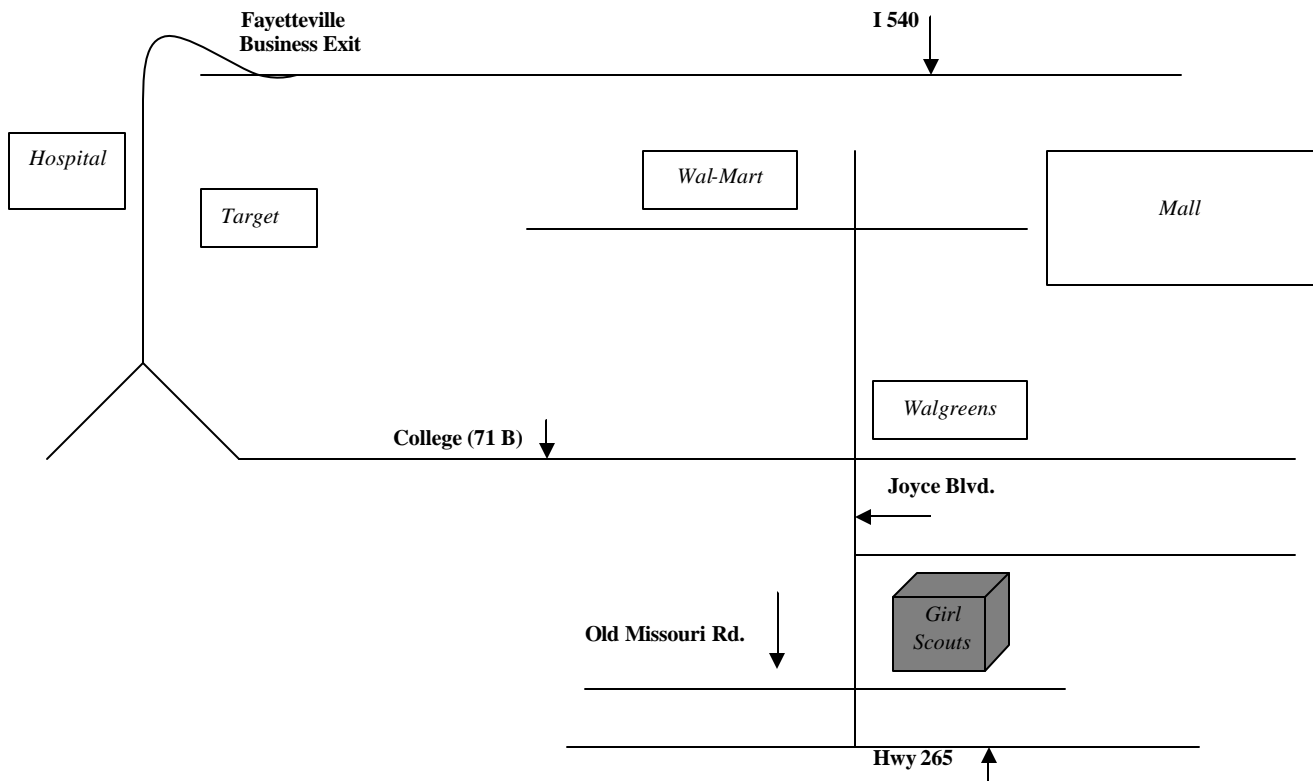 Fayetteville
Business Exit
I 540
Hospital
Wal-Mart
Mall
Target
Walgreens
College (71 B)
Joyce Blvd.
Girl
Scouts
Old Missouri Rd.
Hwy 265